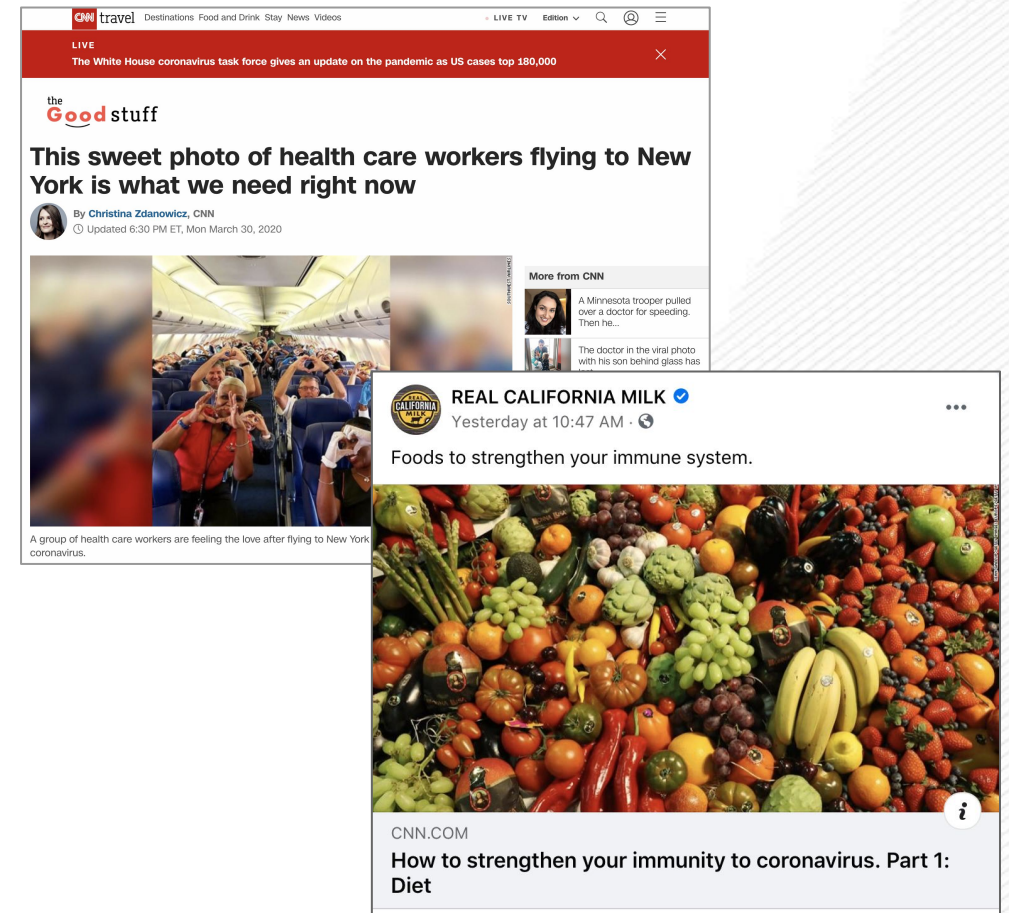 CNN travel Destinations Food and Drink Stay News Videos LIVE TV Edition
LIVE
The White House coronavirus task force gives an update on the pandemic as US cases top 180,000
the
Good stuff
This sweet photo of health care workers flying to New
York is what we need right now
By Christina Zdanowicz, CNN
Updated 6:30 PM ET, Mon March 30, 2020
More from CNN
A Minnesota trooper pulled
over a doctor for speeding.
Then he...
The doctor in the viral photo
with his son behind glass has
A group of health care workers are feeling the love after flying to New York
coronavirus.
REAL
CALIFORNIA
MILK
REAL CALIFORNIA MILK
Yesterday at 10:47 AM ·
Foods to strengthen your immune system.
CNN.COM
How to strengthen your immunity to coronavirus. Part 1:
Diet